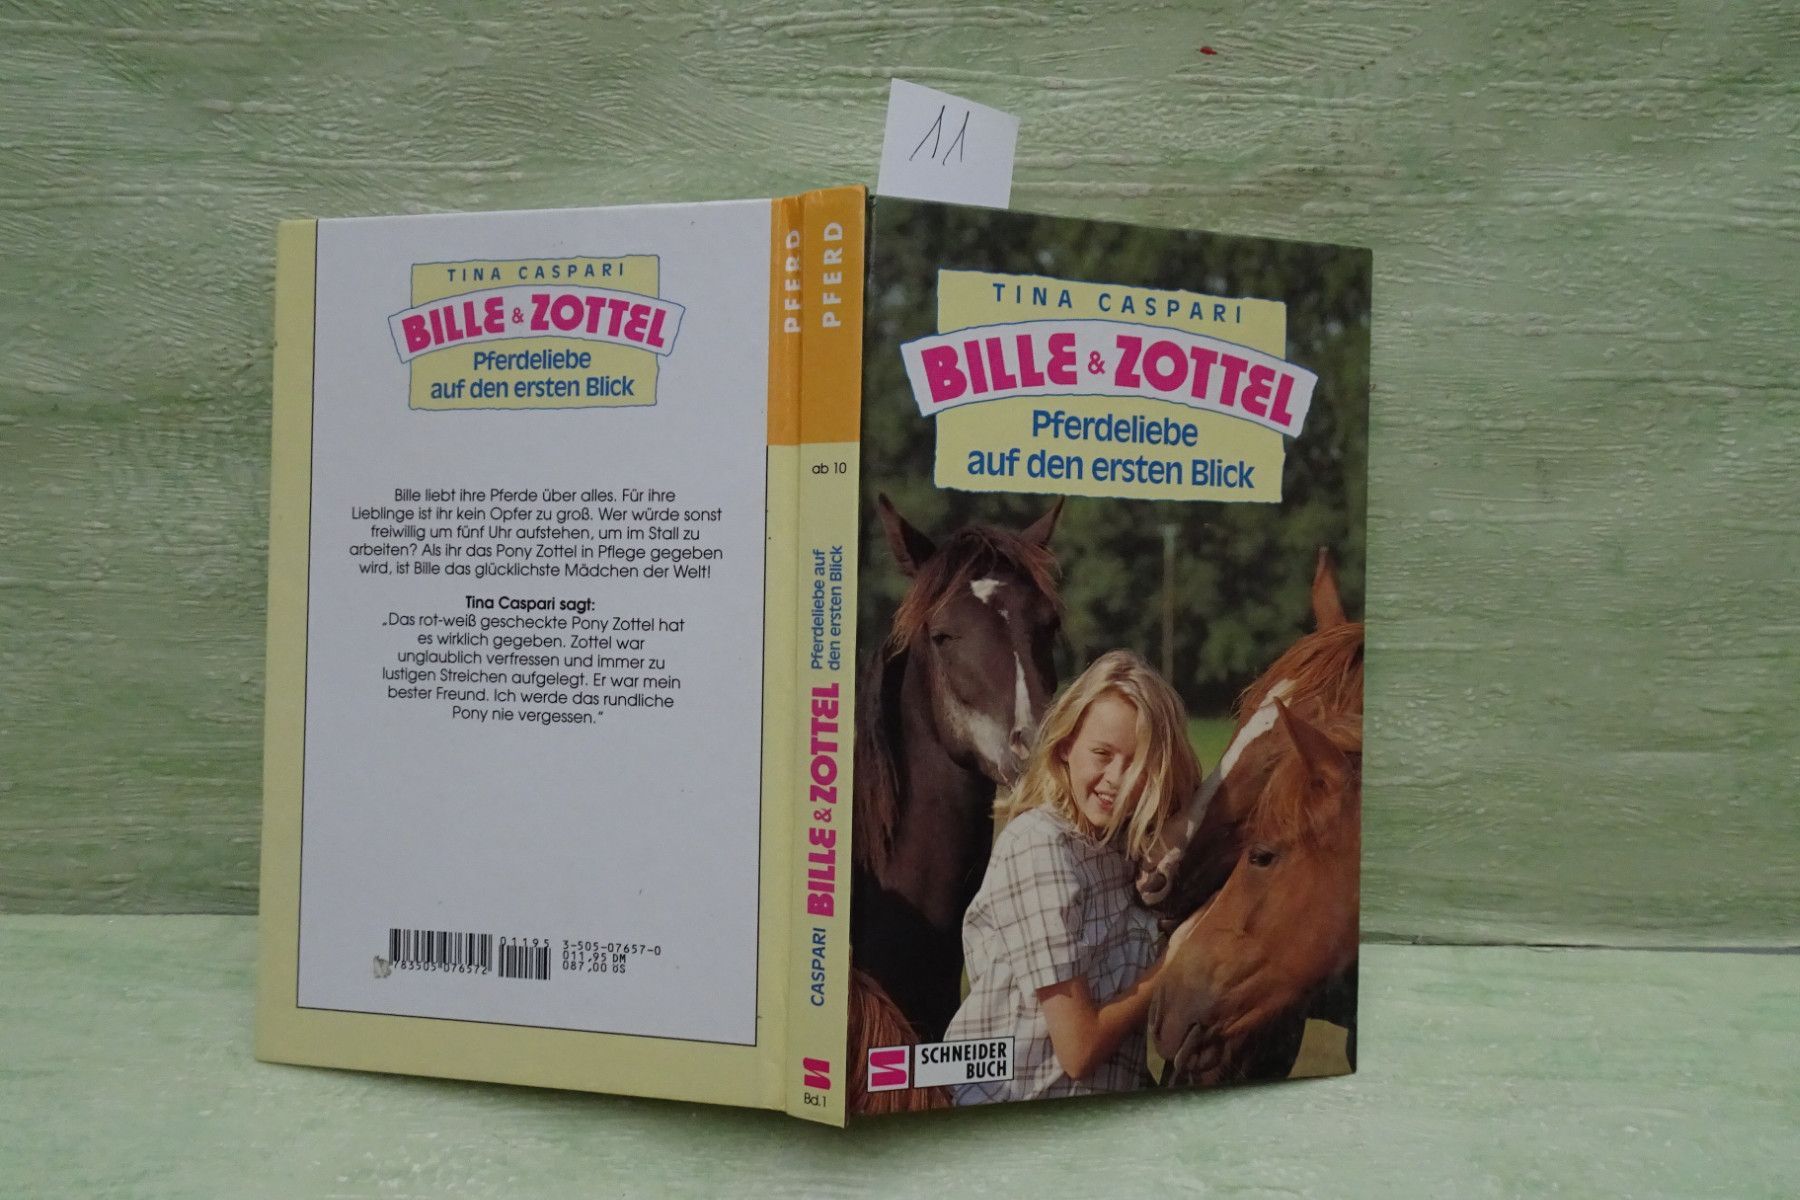 11
TINA CASPARI
BILLE & ZOTTEL
Pferdeliebe
auf den ersten Blick
Bille liebt ihre Pferde über alles. Für ihre
Lieblinge ist ihr kein Opfer zu groß. Wer würde sonst
freiwillig um fünf Uhr aufstehen, um im Stall zu
arbeiten? Als ihr das Pony Zottel in Pflege gegeben
wird, ist Bille das glücklichste Mädchen der Welt!
Tina Caspari sagt:
„Das rot-weiß gescheckte Pony Zottel hat
es wirklich gegeben. Zottel war
unglaublich verfressen und immer zu
lustigen Streichen aufgelegt. Er war mein
bester Freund. Ich werde das rundliche
Pony nie vergessen.“
01195
3-505-07657-0
011,95 DM
087,00 öS
783505 076572
PFERD
PFERD
ab 10
CASPARI BILLE & ZOTTEL Pferdeliebe auf
den ersten Blick
Bd.1
TINA CASPARI
BILLE & ZOTTEL
Pferdeliebe
auf den ersten Blick
SCHNEIDER
BUCH